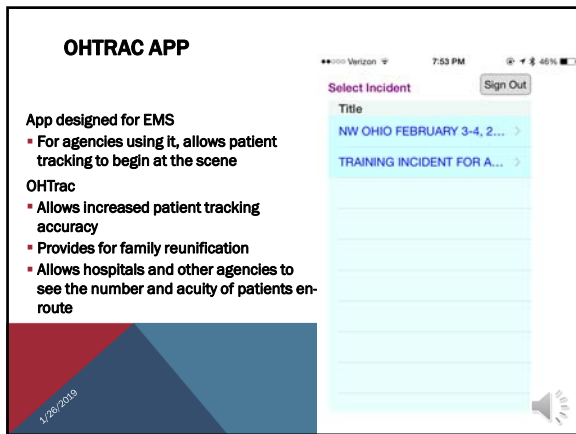 OHTRAC APP
App designed for EMS
For agencies using it, allows patient
tracking to begin at the scene
OHTrac
Allows increased patient tracking
accuracy
Provides for family reunification
Allows hospitals and other agencies to
see the number and acuity of patients en-
route
1/26/2019
Verizon 7:53 PM 46%
Select Incident Sign Out
Title
NW OHIO FEBRUARY 3-4, 2...
TRAINING INCIDENT FOR A...